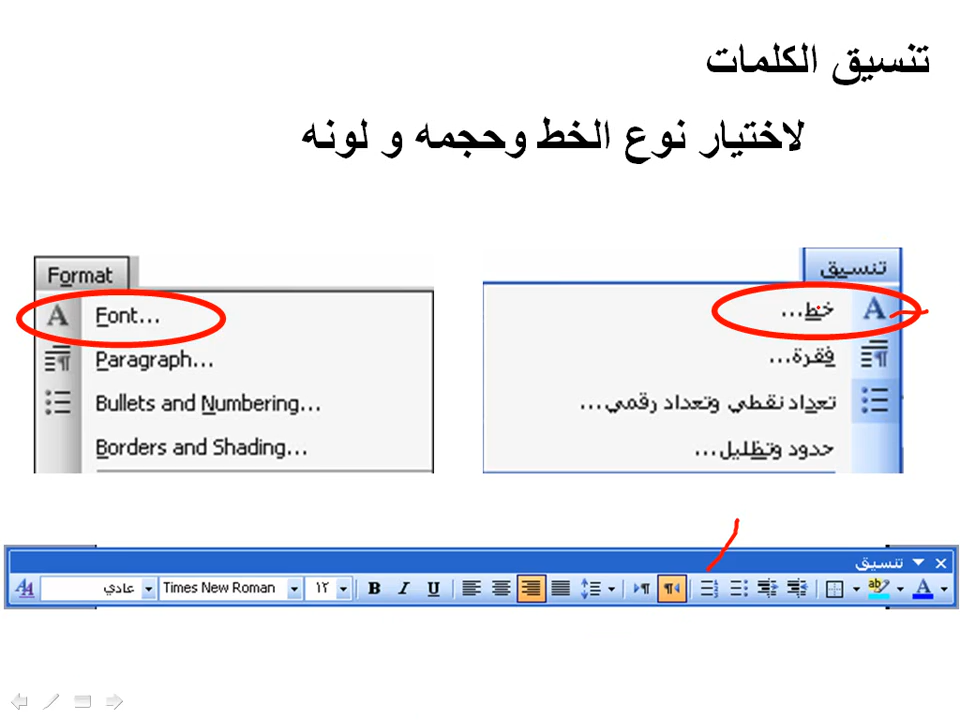 تنسيق الكلمات
لاختيار نوع الخط وحجمه و لونه
تنسيق
خط...
فقرة...
تعداد نقطي وتعداد رقمي...
حدود وتظليل...
Format
Font...
Paragraph...
Bullets and Numbering...
Borders and Shading...
تنسيق
عادي Times New Roman ١٢ B I U